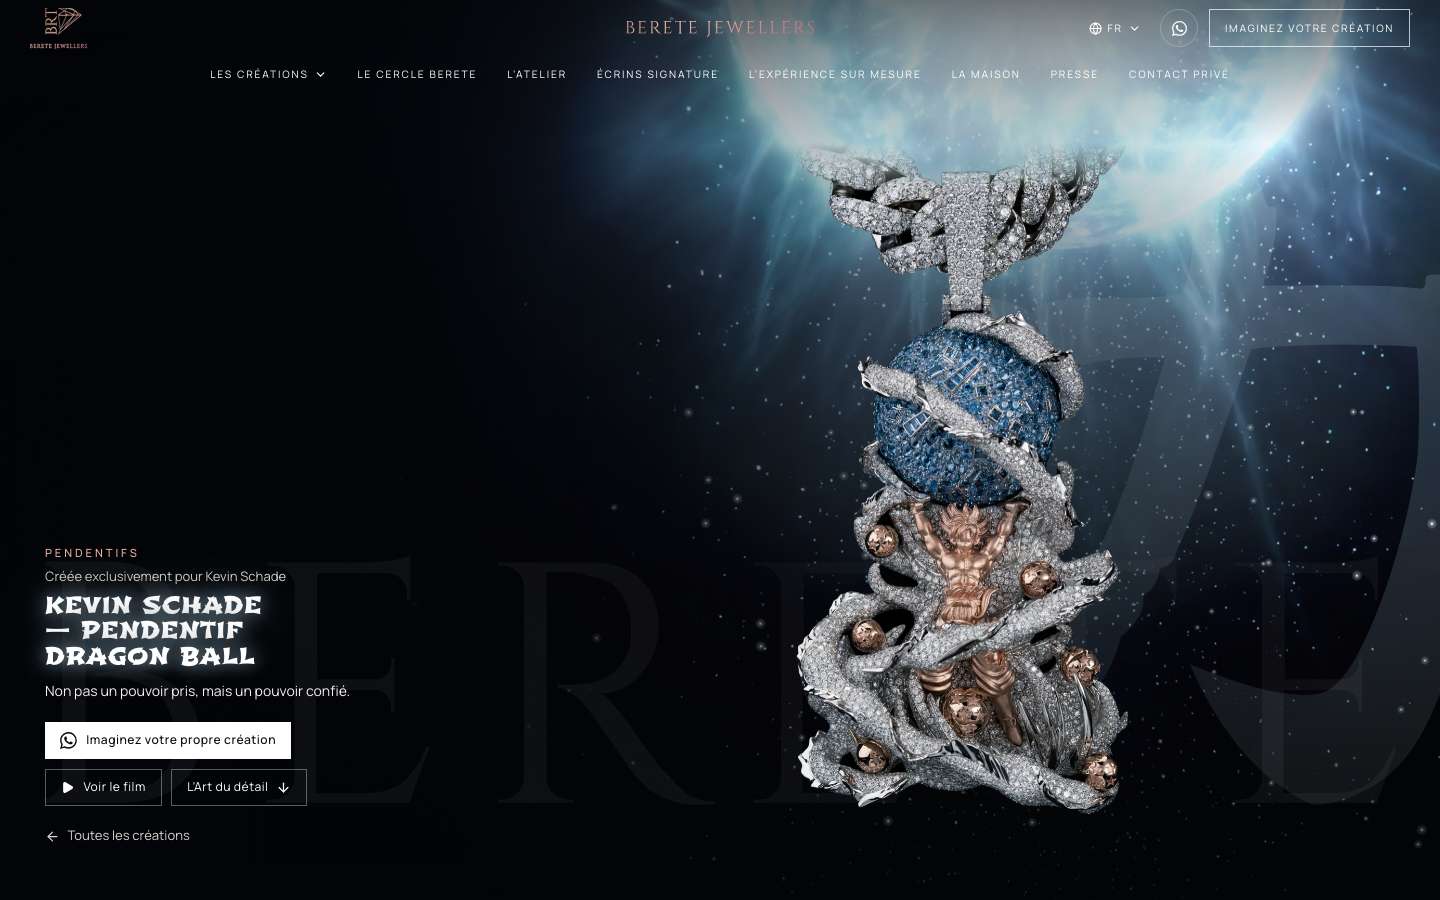 BRT
BERETE JEWELLERS
BERETE JEWELLERS
FR
IMAGINEZ VOTRE CRÉATION
LES CRÉATIONS
LE CERCLE BERETE
L'ATELIER
ÉCRINS SIGNATURE
L'EXPÉRIENCE SUR MESURE
LA MAISON
PRESSE
CONTACT PRIVÉ
PENDENTIFS
Créée exclusivement pour Kevin Schade
KEVIN SCHADE
— PENDENTIF
DRAGON BALL
Non pas un pouvoir pris, mais un pouvoir confié.
Imaginez votre propre création
Voir le film
L'Art du détail
Toutes les créations